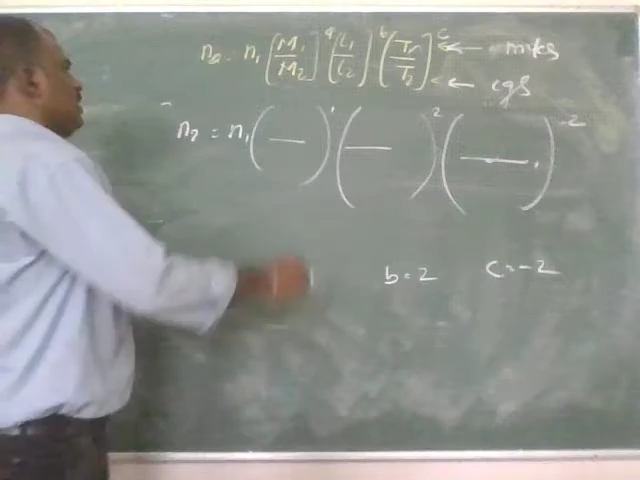 n₂ = n₁ [M₁/M₂]ᵃ [L₁/L₂]ᵇ [T₁/T₂]ᶜ ← mks
← cgs
n₂ = n₁ (—)¹ (—)² (—)⁻²
b = 2 c = -2